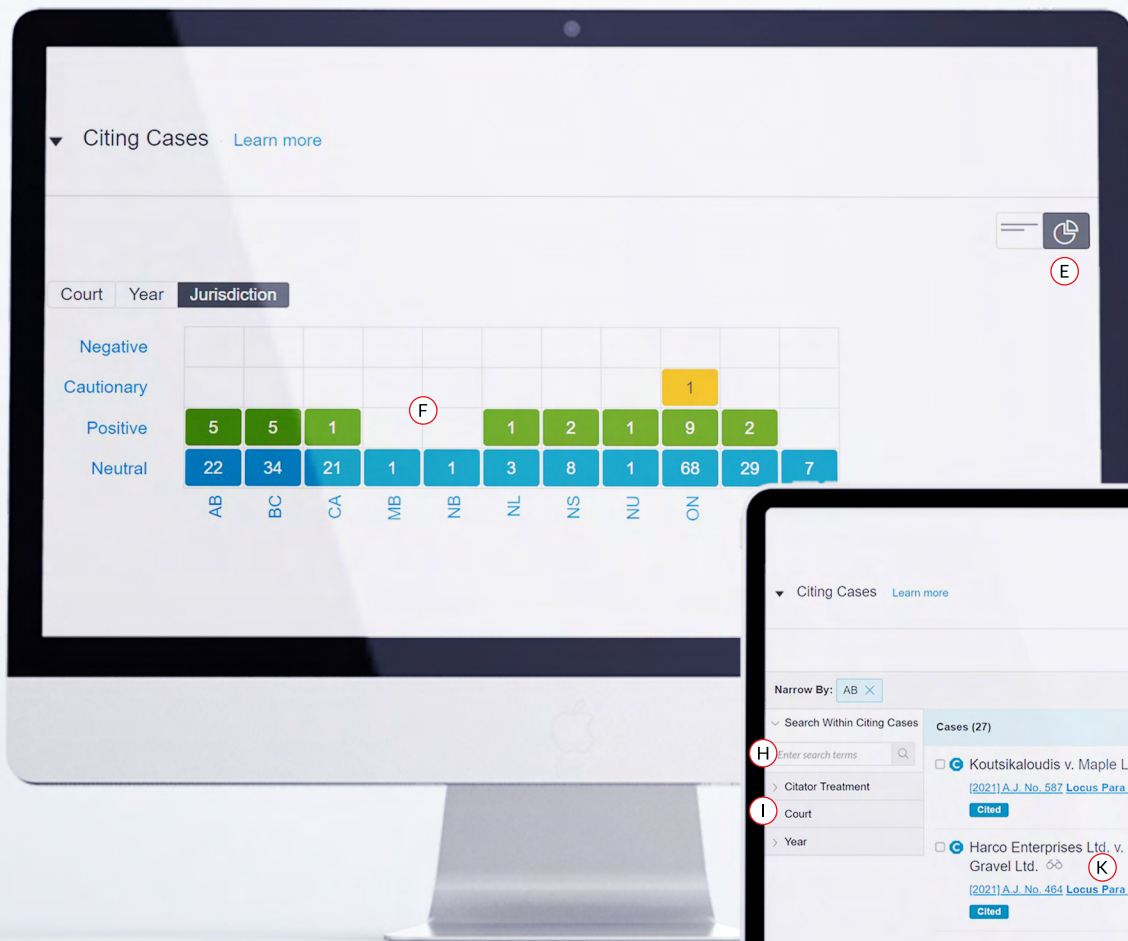 Citing Cases Learn more
E
Court Year Jurisdiction
Negative
Cautionary 1
F
Positive 5 5 1 1 2 1 9 2
Neutral 22 34 21 1 1 3 8 1 68 29 7
AB BC CA MB NB NL NS NU ON
Citing Cases Learn more
Narrow By: AB
Search Within Citing Cases
H
Enter search terms
Citator Treatment
I
Court
Year
Cases (27)
C Koutsikaloudis v. Maple L
[2021] A.J. No. 587 Locus Para
Cited
C Harco Enterprises Ltd. v.
Gravel Ltd. K
[2021] A.J. No. 464 Locus Para
Cited